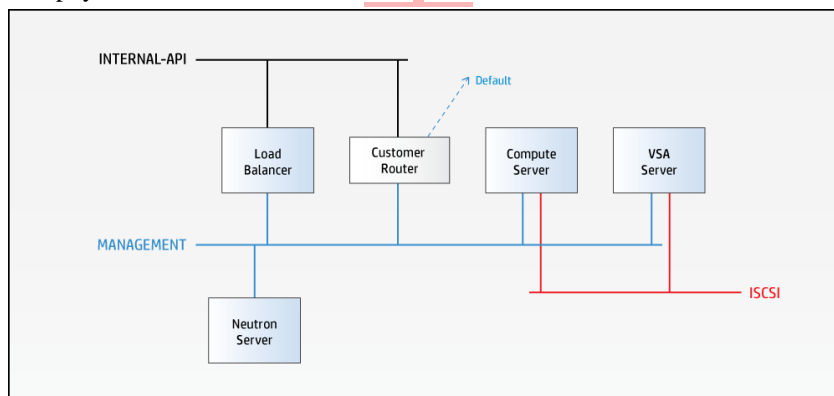 INTERNAL-API
Default
Load
Balancer
Customer
Router
Compute
Server
VSA
Server
MANAGEMENT
ISCSI
Neutron
Server